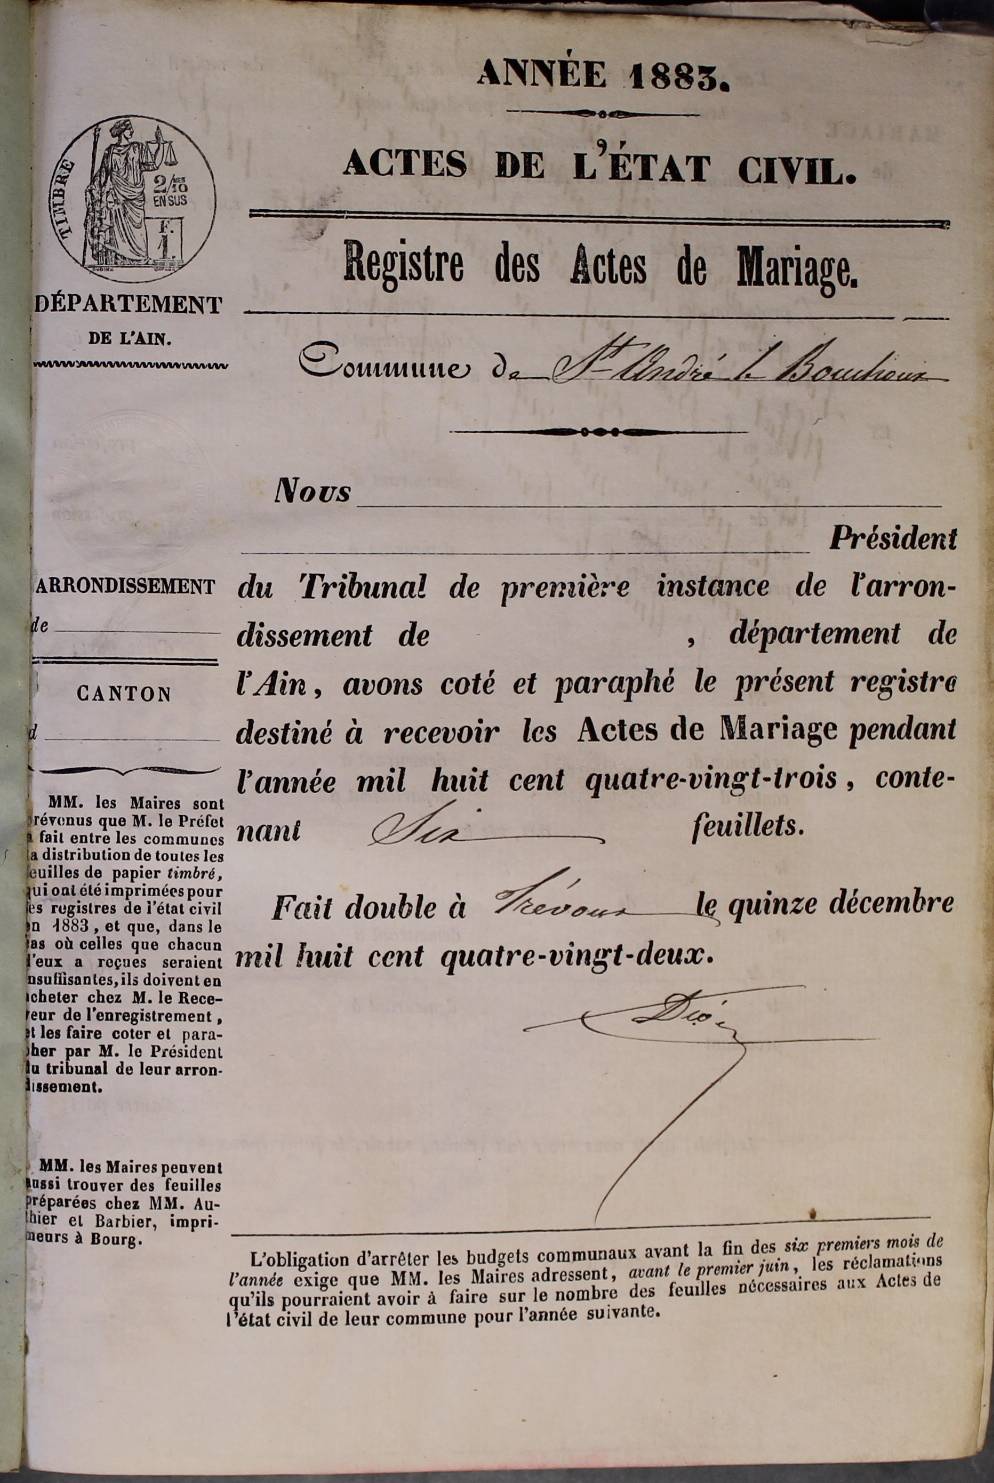 ANNÉE 1883.
ACTES DE L'ÉTAT CIVIL.
TIMBRE
2/10 MES
EN SUS
F.
1.
Registre des Actes de Mariage.
DÉPARTEMENT
DE L'AIN.
Commune de St André le Bouchoux
Nous
Président
ARRONDISSEMENT
de
CANTON
d
du Tribunal de première instance de l'arron-
dissement de , département de
l'Ain, avons coté et paraphé le présent registre
destiné à recevoir les Actes de Mariage pendant
l'année mil huit cent quatre-vingt-trois, conte-
nant Six feuillets.
Fait double à Trévoux le quinze décembre
mil huit cent quatre-vingt-deux.
MM. les Maires sont
révenus que M. le Préfet
a fait entre les communes
la distribution de toutes les
euilles de papier timbré,
qui ont été imprimées pour
es registres de l'état civil
en 1883, et que, dans le
as où celles que chacun
d'eux a reçues seraient
nsuffisantes, ils doivent en
cheter chez M. le Rece-
eur de l'enregistrement,
et les faire coter et para-
pher par M. le Président
du tribunal de leur arron-
dissement.
MM. les Maires peuvent
aussi trouver des feuilles
préparées chez MM. Au-
thier et Barbier, impri-
meurs à Bourg.
L'obligation d'arrêter les budgets communaux avant la fin des six premiers mois de
l'année exige que MM. les Maires adressent, avant le premier juin, les réclamations
qu'ils pourraient avoir à faire sur le nombre des feuilles nécessaires aux Actes de
l'état civil de leur commune pour l'année suivante.